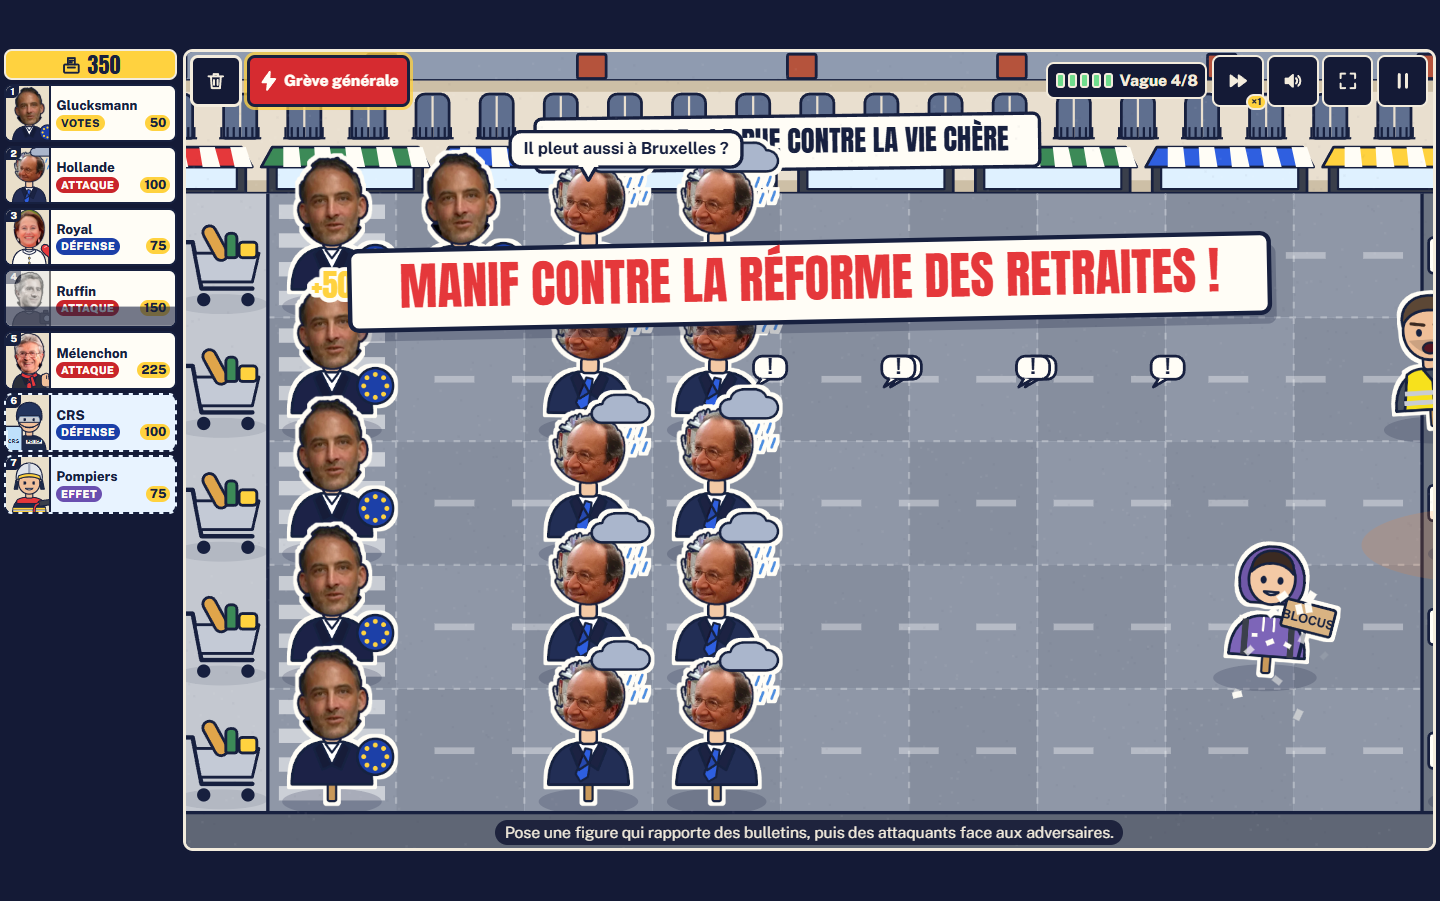 350
1
Glucksmann
VOTES 50
2
Hollande
ATTAQUE 100
3
Royal
DÉFENSE 75
4
Ruffin
ATTAQUE 150
5
Mélenchon
ATTAQUE 225
6
CRS
DÉFENSE 100
7
Pompiers
EFFET 75
Grève générale
Vague 4/8
×1
RUE CONTRE LA VIE CHÈRE
Il pleut aussi à Bruxelles ?
+50
MANIF CONTRE LA RÉFORME DES RETRAITES !
! ! ! !
BLOCUS
Pose une figure qui rapporte des bulletins, puis des attaquants face aux adversaires.